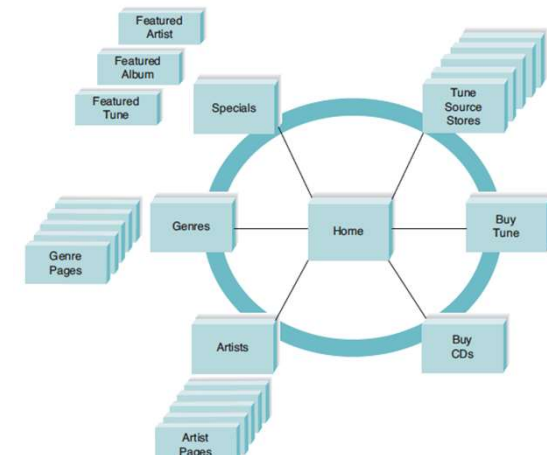 Featured
Artist
Featured
Album
Featured
Tune
Specials
Tune
Source
Stores
Genres
Home
Buy
Tune
Genre
Pages
Artists
Buy
CDs
Artist
Pages